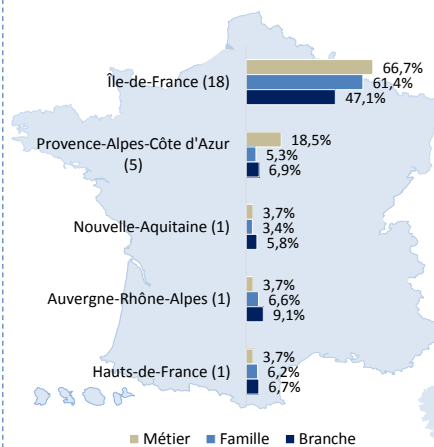 Île-de-France (18)
66,7%
61,4%
47,1%
Provence-Alpes-Côte d'Azur
(5)
18,5%
5,3%
6,9%
Nouvelle-Aquitaine (1)
3,7%
3,4%
5,8%
Auvergne-Rhône-Alpes (1)
3,7%
6,6%
9,1%
Hauts-de-France (1)
3,7%
6,2%
6,7%
Métier Famille Branche